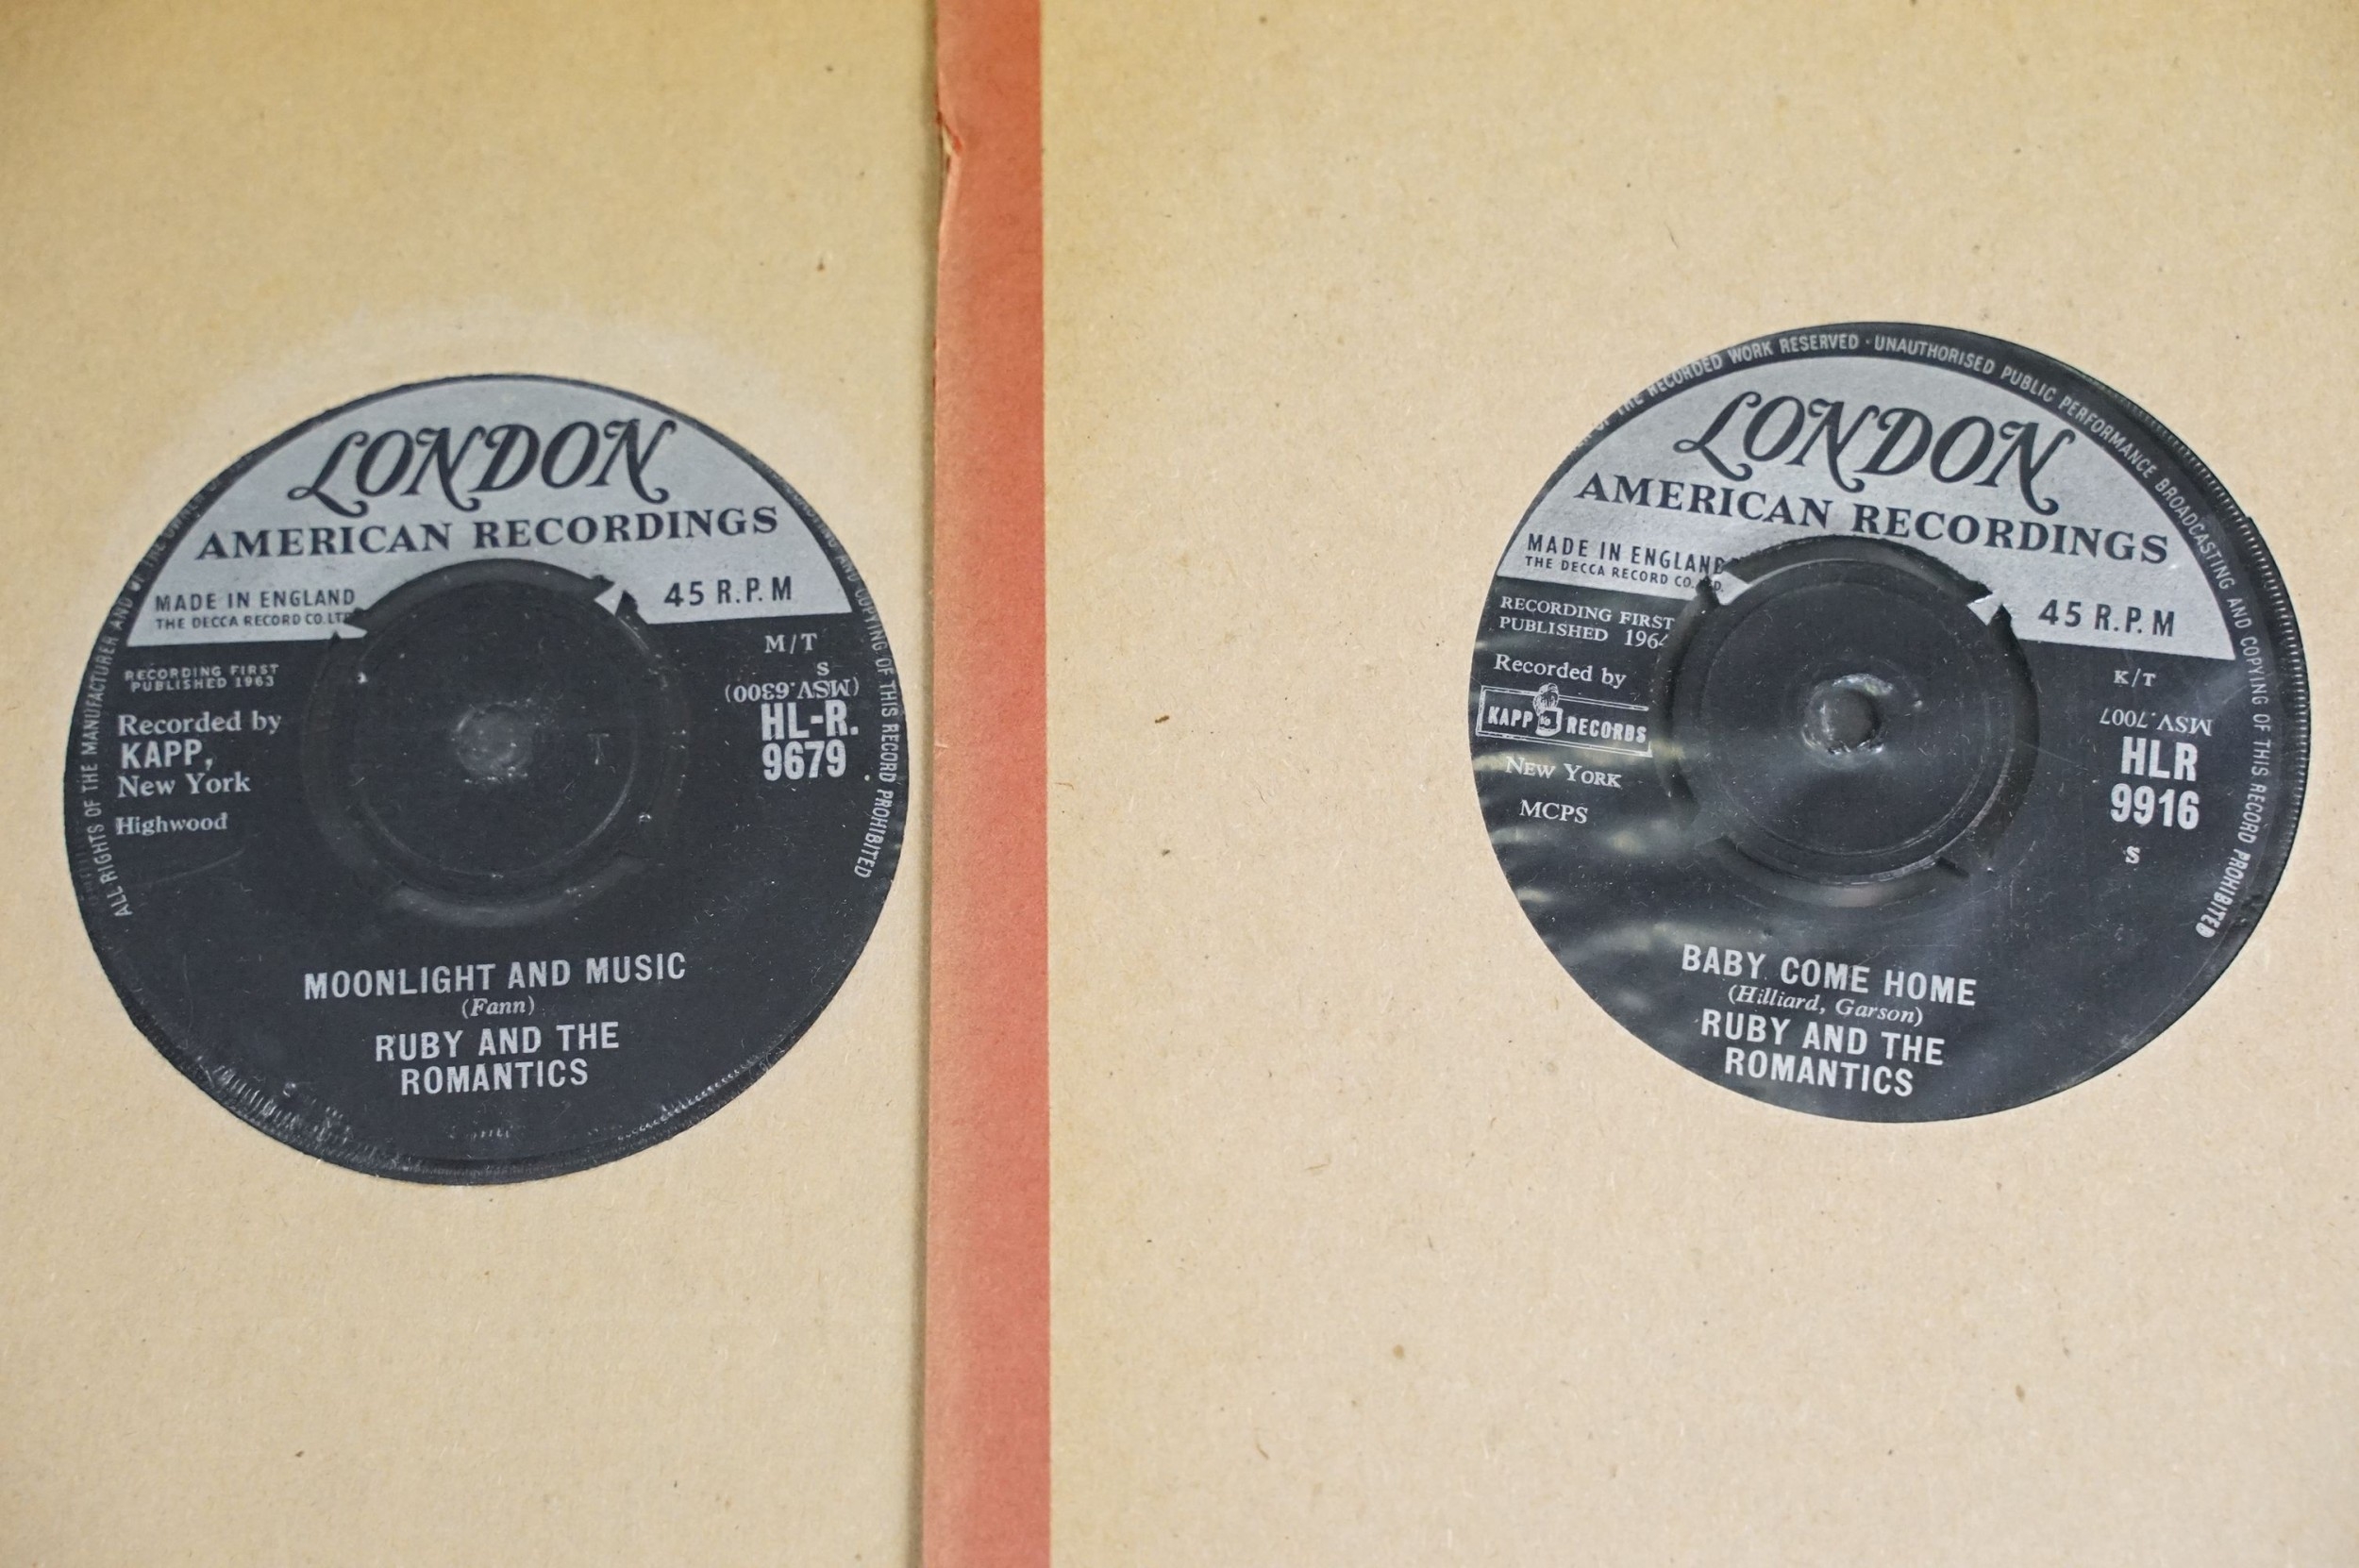 LONDON
AMERICAN RECORDINGS
MADE IN ENGLAND
THE DECCA RECORD CO. LTD
45 R.P.M
RECORDING FIRST
PUBLISHED 1963
Recorded by
KAPP,
New York
Highwood
M/T
S
(MSV.6300)
HL-R.
9679
MOONLIGHT AND MUSIC
(Fann)
RUBY AND THE
ROMANTICS
ALL RIGHTS OF THE MANUFACTURER AND OF THE OWNER AND COPYING OF THIS RECORD PROHIBITED
LONDON
AMERICAN RECORDINGS
MADE IN ENGLAND
THE DECCA RECORD CO. LTD.
45 R.P.M
RECORDING FIRST
PUBLISHED 1964
Recorded by
KAPP RECORDS
NEW YORK
MCPS
K/T
MSV.7007
HLR
9916
S
BABY COME HOME
(Hilliard, Garson)
RUBY AND THE
ROMANTICS
OF THE RECORDED WORK RESERVED · UNAUTHORISED PUBLIC PERFORMANCE BROADCASTING AND COPYING OF THIS RECORD PROHIBITED